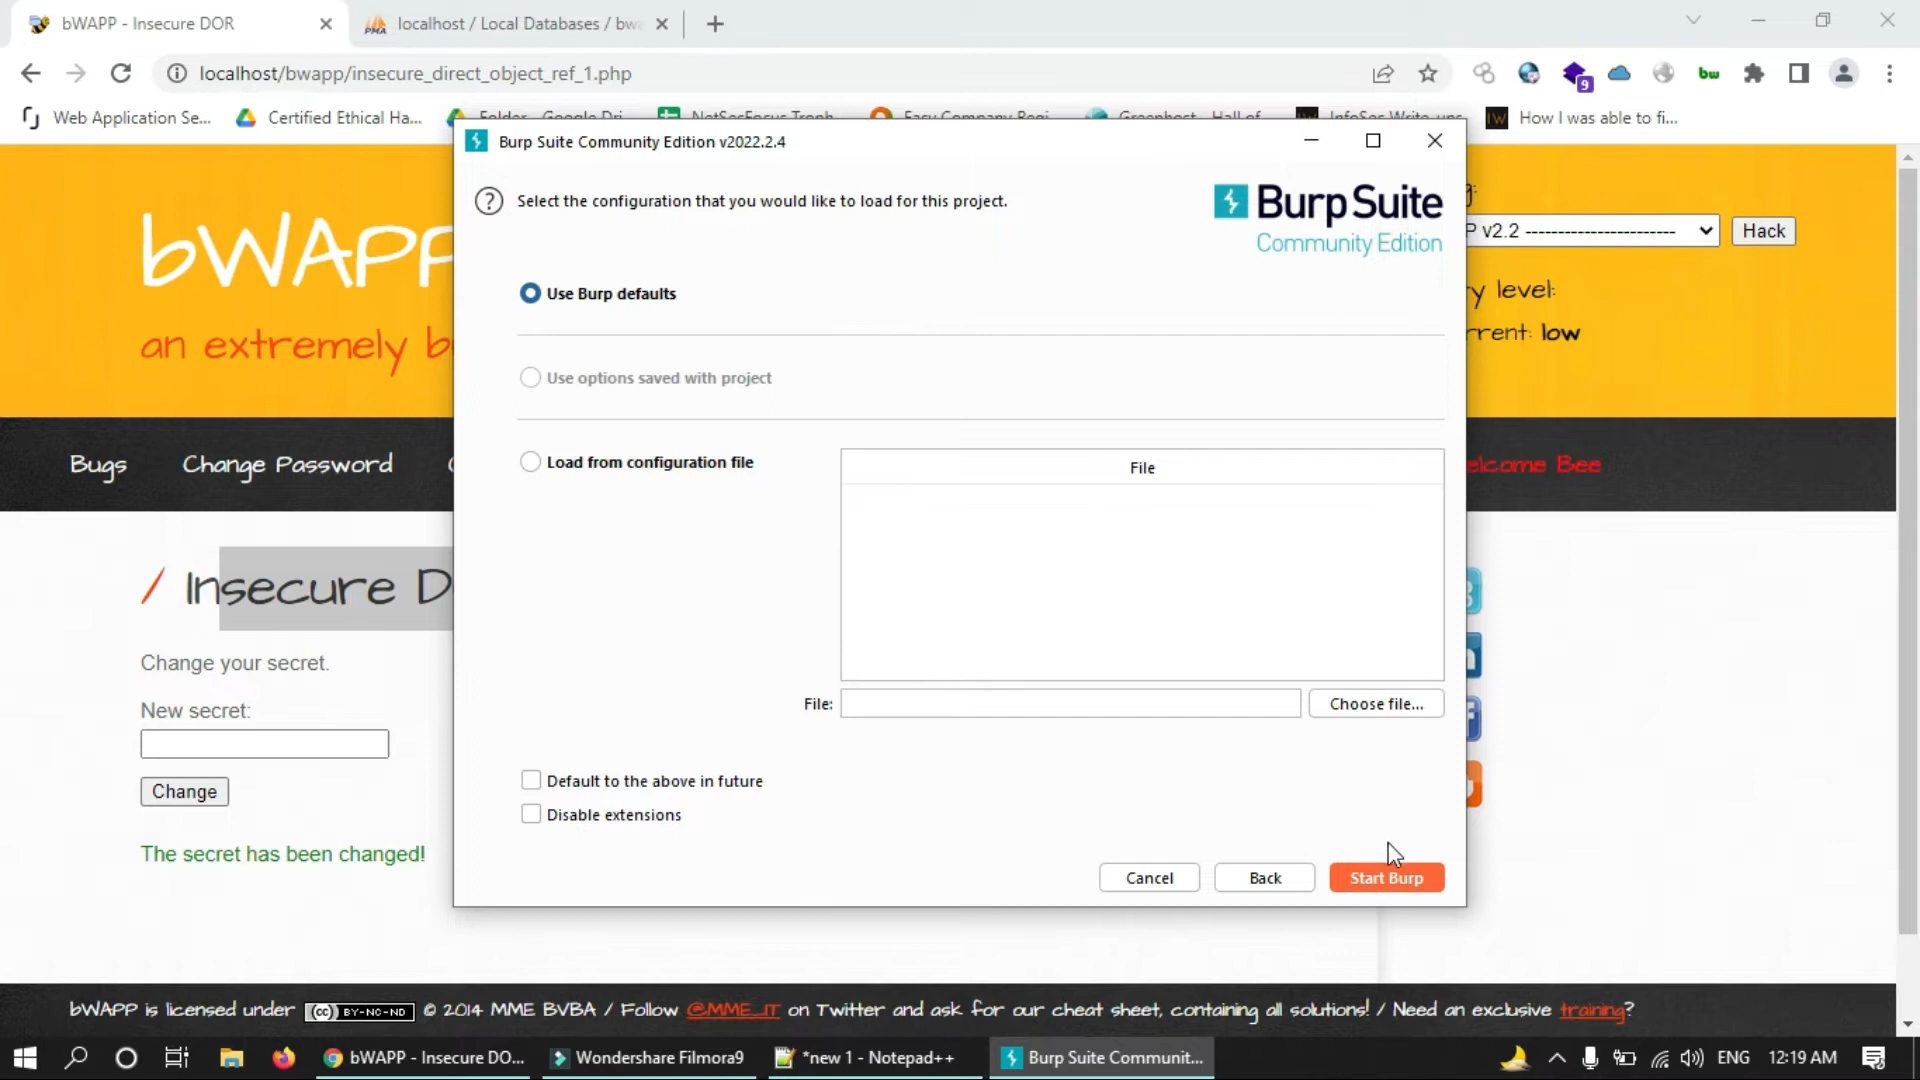 bWAPP - Insecure DOR
localhost / Local Databases / bwa
localhost/bwapp/insecure_direct_object_ref_1.php
9
bw
Web Application Se...
Certified Ethical Ha...
How I was able to fi...
Burp Suite Community Edition v2022.2.4
Select the configuration that you would like to load for this project.
Burp Suite
Community Edition
Use Burp defaults
Use options saved with project
Load from configuration file
File
File:
Choose file...
Default to the above in future
Disable extensions
Cancel
Back
Start Burp
bWAPP
an extremely b
P v2.2 -----------------------
Hack
y level:
rrent: low
Bugs
Change Password
elcome Bee
/ Insecure D
Change your secret.
New secret:
Change
The secret has been changed!
bWAPP is licensed under (cc) BY-NC-ND © 2014 MME BVBA / Follow @MME_IT on Twitter and ask for our cheat sheet, containing all solutions! / Need an exclusive training?
bWAPP - Insecure DO...
Wondershare Filmora9
*new 1 - Notepad++
Burp Suite Communit...
ENG
12:19 AM